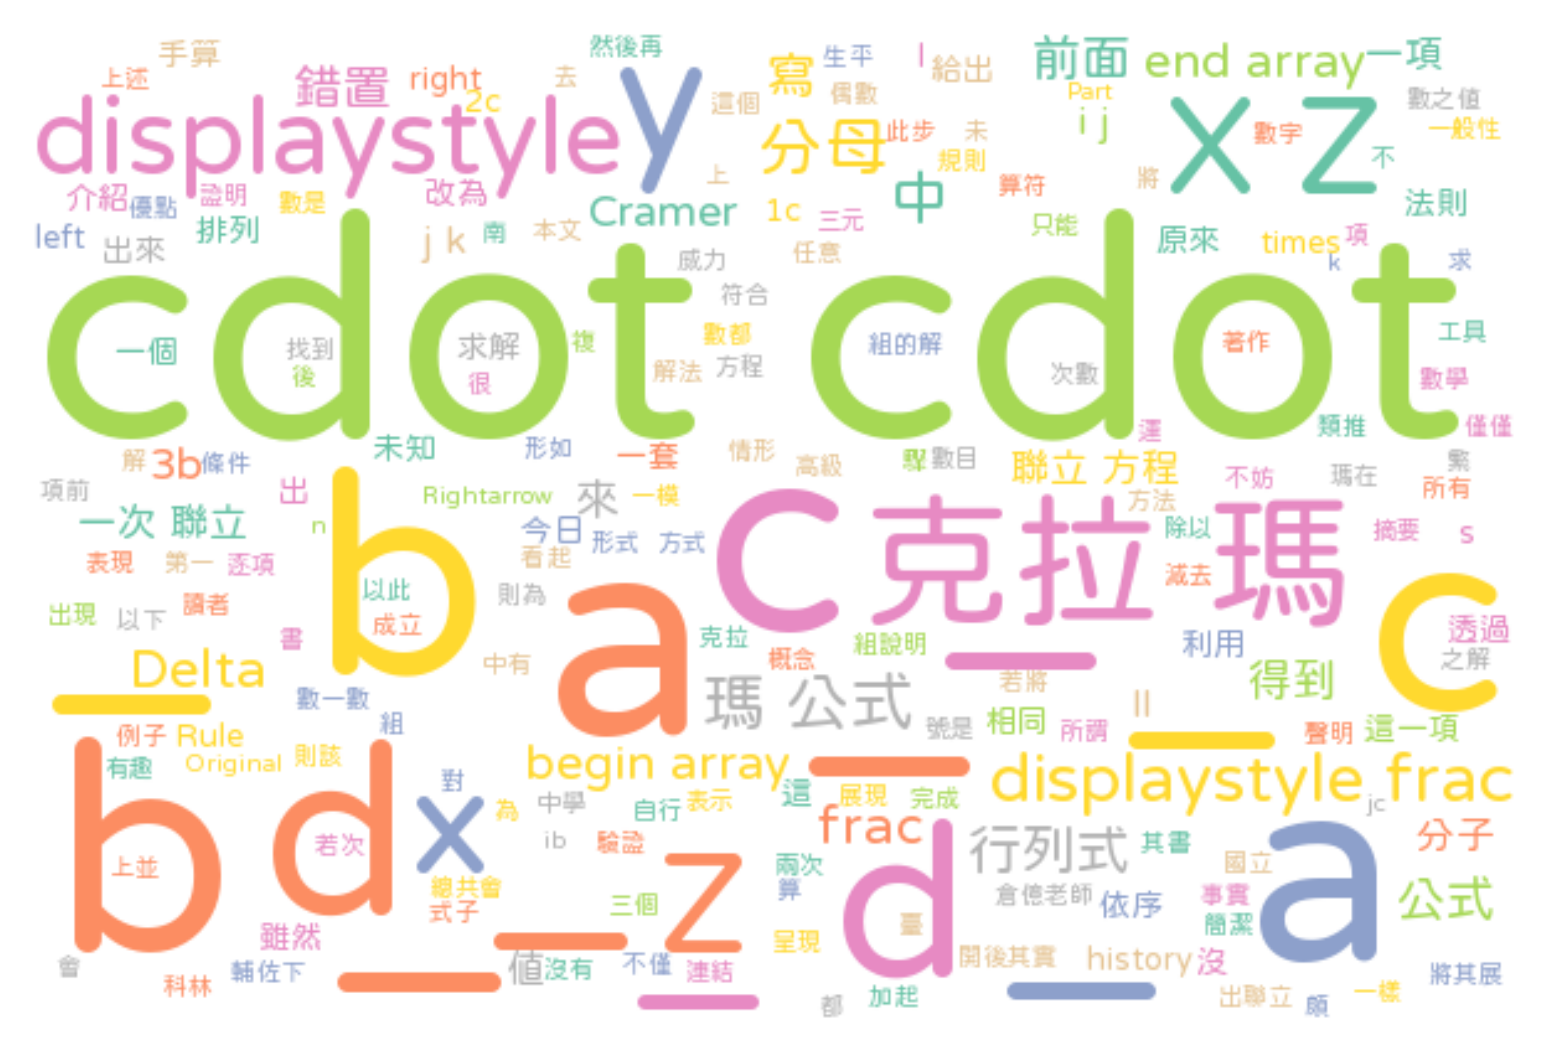 手算 然後再 生平 l 給出 前面 end array 一項
上述 錯置 right 2c 去 這個 寫 偶數 Part 數之值
displaystyle y 分母 此步 未 i j x z 數字 一般性
規則 不
介紹 優點 證明 數是 改為 上 中 算符 將 法則
left 出來 排列 j k 南 本文 Cramer 1c 三元 只能 原來 times 項
威力 任意 k 求
符合
cdot cdot
一個 找到 求解 複 數都 組的解 著作 工具
後 很 解法 方程 次數 數學
未知 形如 一套 情形 高級 數目 運 類推 僅僅
解 3b 條件 聯立 方程 不妨 瑪在 所有
項前 出 Rightarrow 來 一模 方法
一次 聯立 n b 今日 形式 方式 c 克拉 瑪 除以 摘要 s
表現 第一 逐項 看起 減去
出現 以下 讀者 以此 則為 a c
書 成立 克拉 組說明 利用 透過
Delta 中有 概念 之解
數一數 瑪 公式 若將 得到
組 號是 相同 所謂 ll 聲明 這一項
例子 Rule
有趣 Original 則該 begin array displaystyle frac
b d x 對 為 中學 自行 表示 這 展現 完成 jc
若次 ib 驗證 frac 行列式 其書 分子
上並 兩次 國立 a
總共會 z 算 d 倉億老師 依序 事實 公式
式子 三個 臺 簡潔
雖然 呈現
會 值 沒有 不僅 連結 開後其實 history 沒
科林 輔佐下 將其展
都 加起 出聯立 頗 一樣